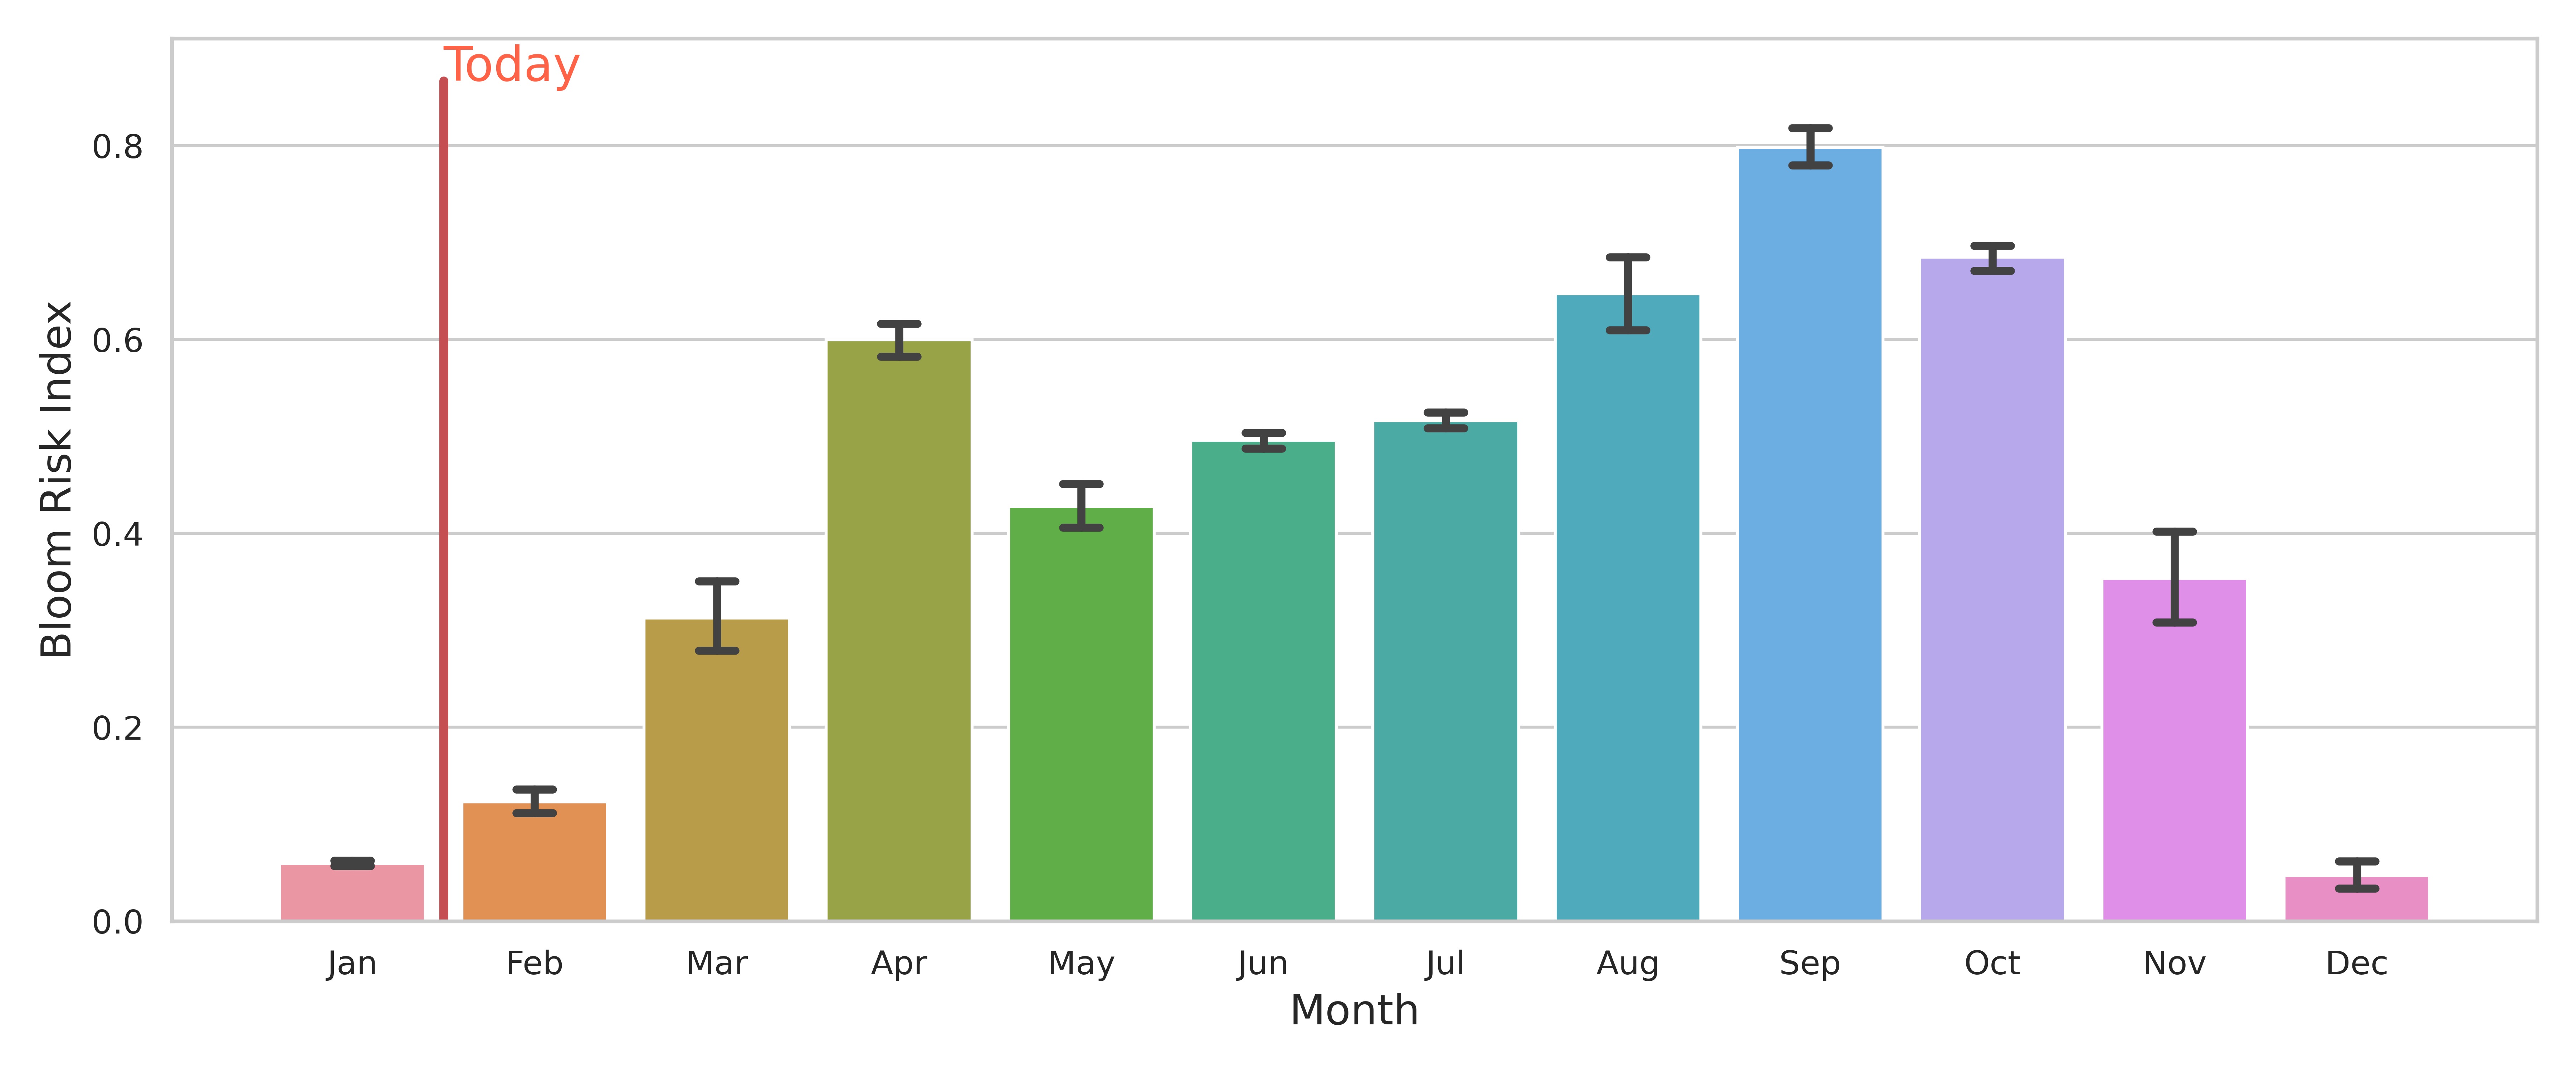 Today
Bloom Risk Index
0.8
0.6
0.4
0.2
0.0
Jan Feb Mar Apr May Jun Jul Aug Sep Oct Nov Dec
Month